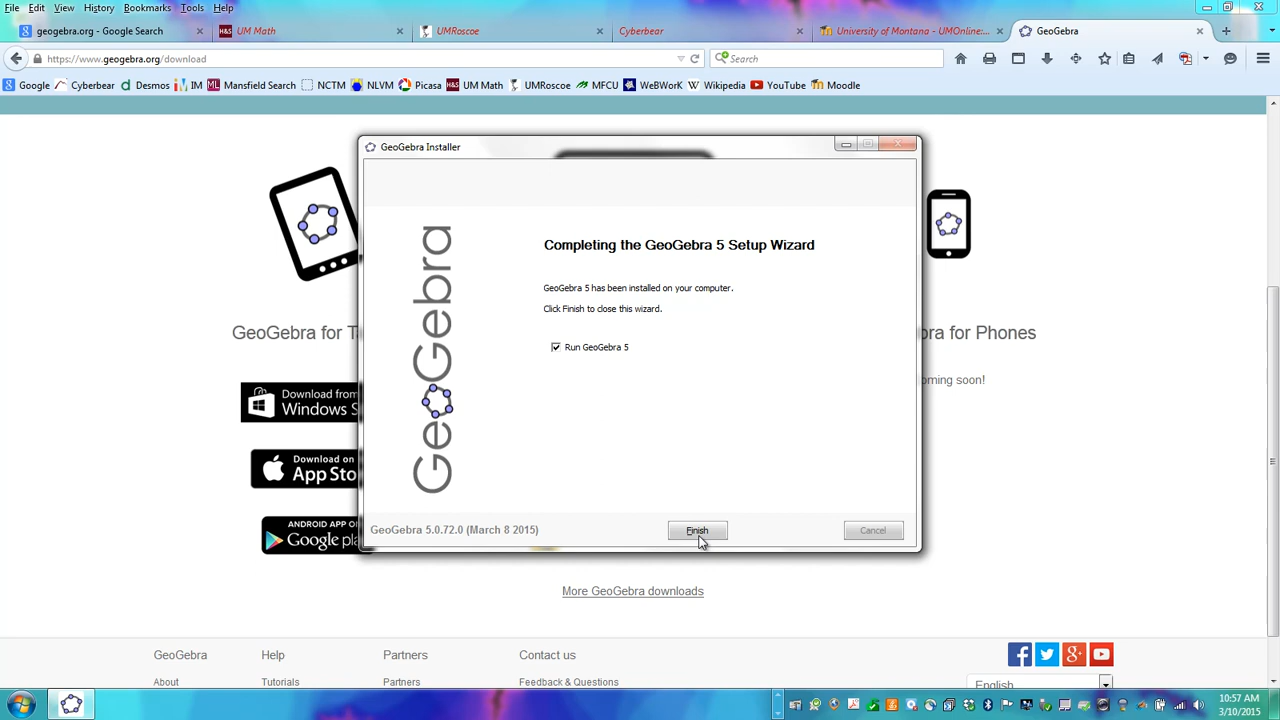 File Edit View History Bookmarks Tools Help
geogebra.org - Google Search
UM Math
UMRoscoe
Cyberbear
University of Montana - UMOnline:...
GeoGebra
https://www.geogebra.org/download
Search
Google Cyberbear Desmos IM Mansfield Search NCTM NLVM Picasa UM Math UMRoscoe MFCU WeBWorK Wikipedia YouTube Moodle
GeoGebra Installer
GeoGebra
Completing the GeoGebra 5 Setup Wizard
GeoGebra 5 has been installed on your computer.
Click Finish to close this wizard.
Run GeoGebra 5
GeoGebra 5.0.72.0 (March 8 2015)
Finish
Cancel
GeoGebra for T
bra for Phones
oming soon!
Download from
Windows S
Download on
App Sto
ANDROID APP O
Google pla
More GeoGebra downloads
GeoGebra Help Partners Contact us
About Tutorials Partners Feedback & Questions
English
10:57 AM
3/10/2015